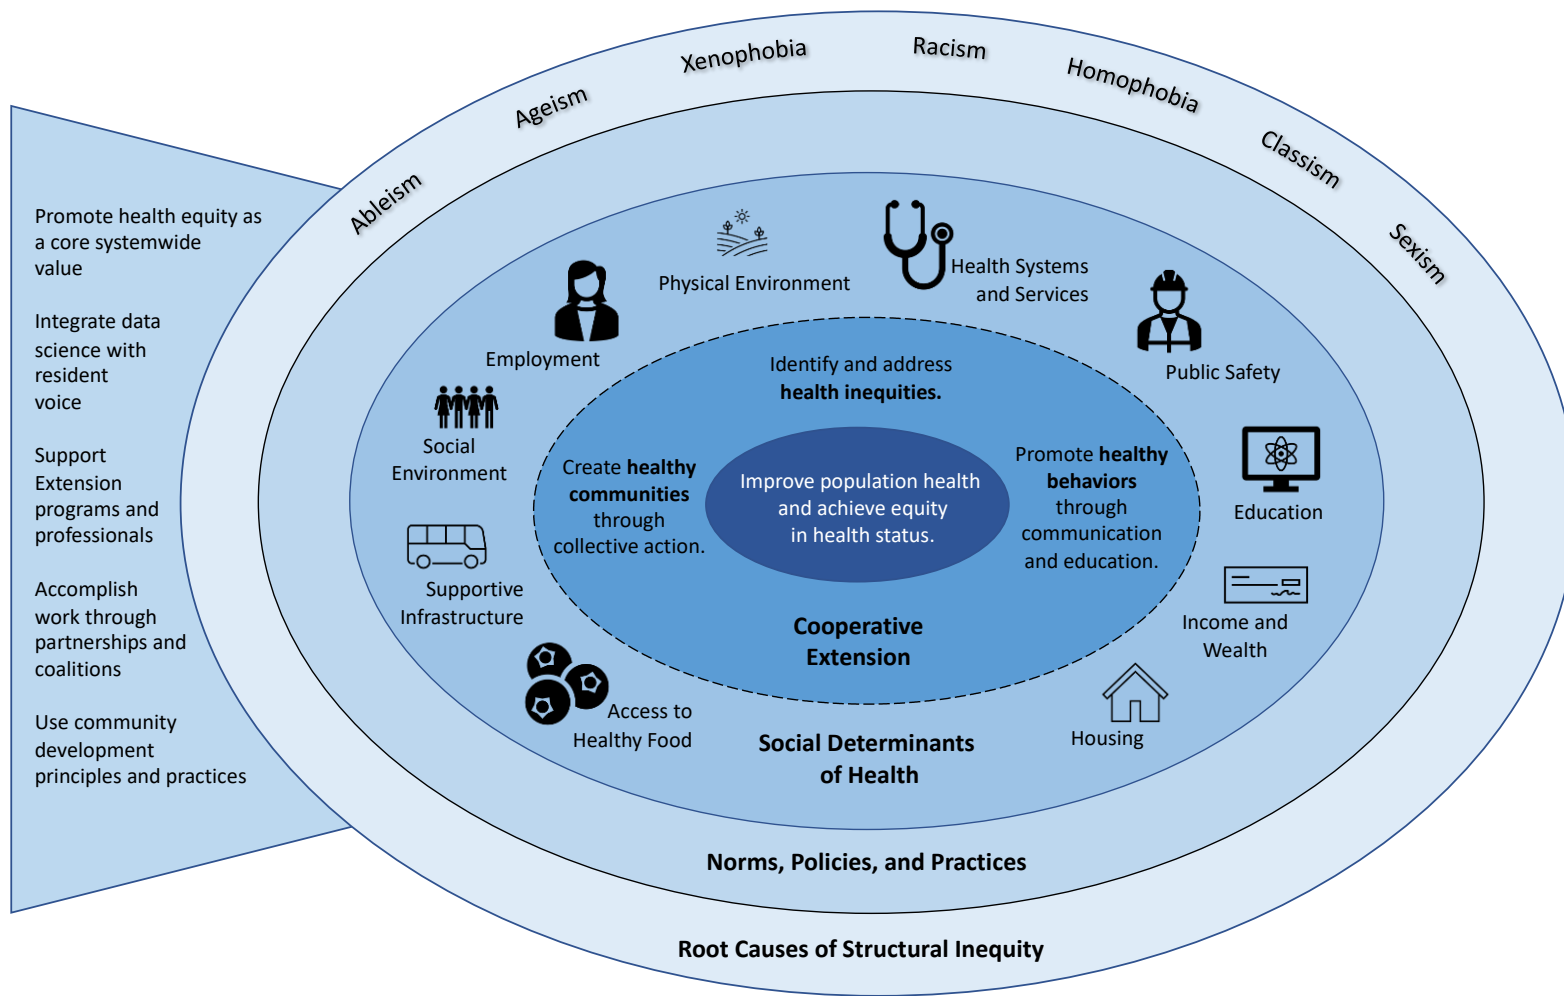 Promote health equity as
a core systemwide
value
Integrate data
science with
resident
voice
Support
Extension
programs and
professionals
Accomplish
work through
partnerships and
coalitions
Use community
development
principles and practices
Ableism
Ageism
Xenophobia
Racism
Homophobia
Classism
Sexism
Physical Environment
Health Systems
and Services
Employment
Public Safety
Social
Environment
Education
Supportive
Infrastructure
Income and
Wealth
Access to
Healthy Food
Housing
Identify and address
health inequities.
Create healthy
communities
through
collective action.
Improve population health
and achieve equity
in health status.
Promote healthy
behaviors
through
communication
and education.
Cooperative
Extension
Social Determinants
of Health
Norms, Policies, and Practices
Root Causes of Structural Inequity